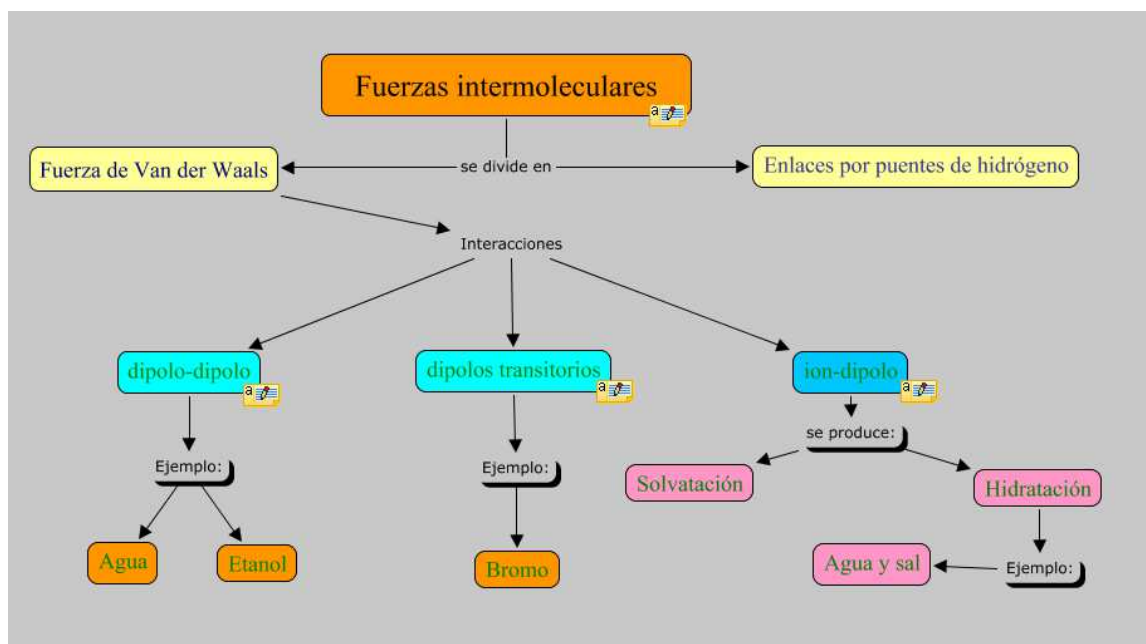 Fuerzas intermoleculares
a
Fuerza de Van der Waals
se divide en
Enlaces por puentes de hidrógeno
Interacciones
dipolo-dipolo
a
dipolos transitorios
a
ion-dipolo
a
se produce:
Ejemplo:
Ejemplo:
Solvatación
Hidratación
Agua
Etanol
Bromo
Agua y sal
Ejemplo: